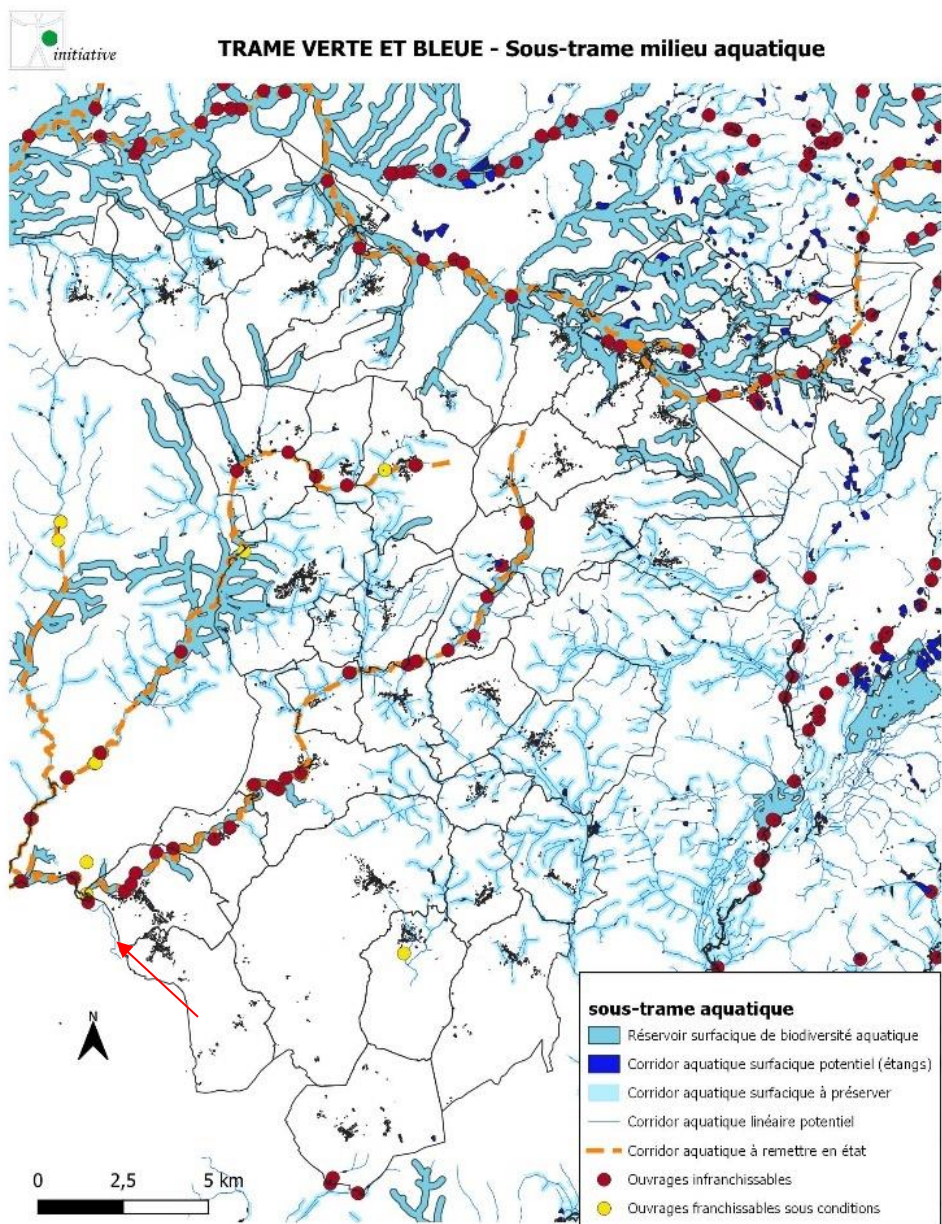 initiative
TRAME VERTE ET BLEUE - Sous-trame milieu aquatique
N
0 2,5 5 km
sous-trame aquatique
Réservoir surfacique de biodiversité aquatique
Corridor aquatique surfacique potentiel (étangs)
Corridor aquatique surfacique à préserver
Corridor aquatique linéaire potentiel
Corridor aquatique à remettre en état
Ouvrages infranchissables
Ouvrages franchissables sous conditions